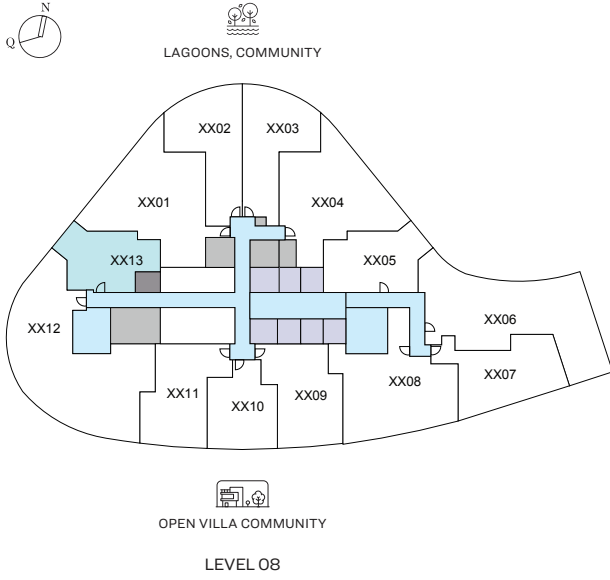 N
Q
LAGOONS, COMMUNITY
XX02
XX03
XX01
XX04
XX13
XX05
XX12
XX06
XX11
XX10
XX09
XX08
XX07
OPEN VILLA COMMUNITY
LEVEL 08